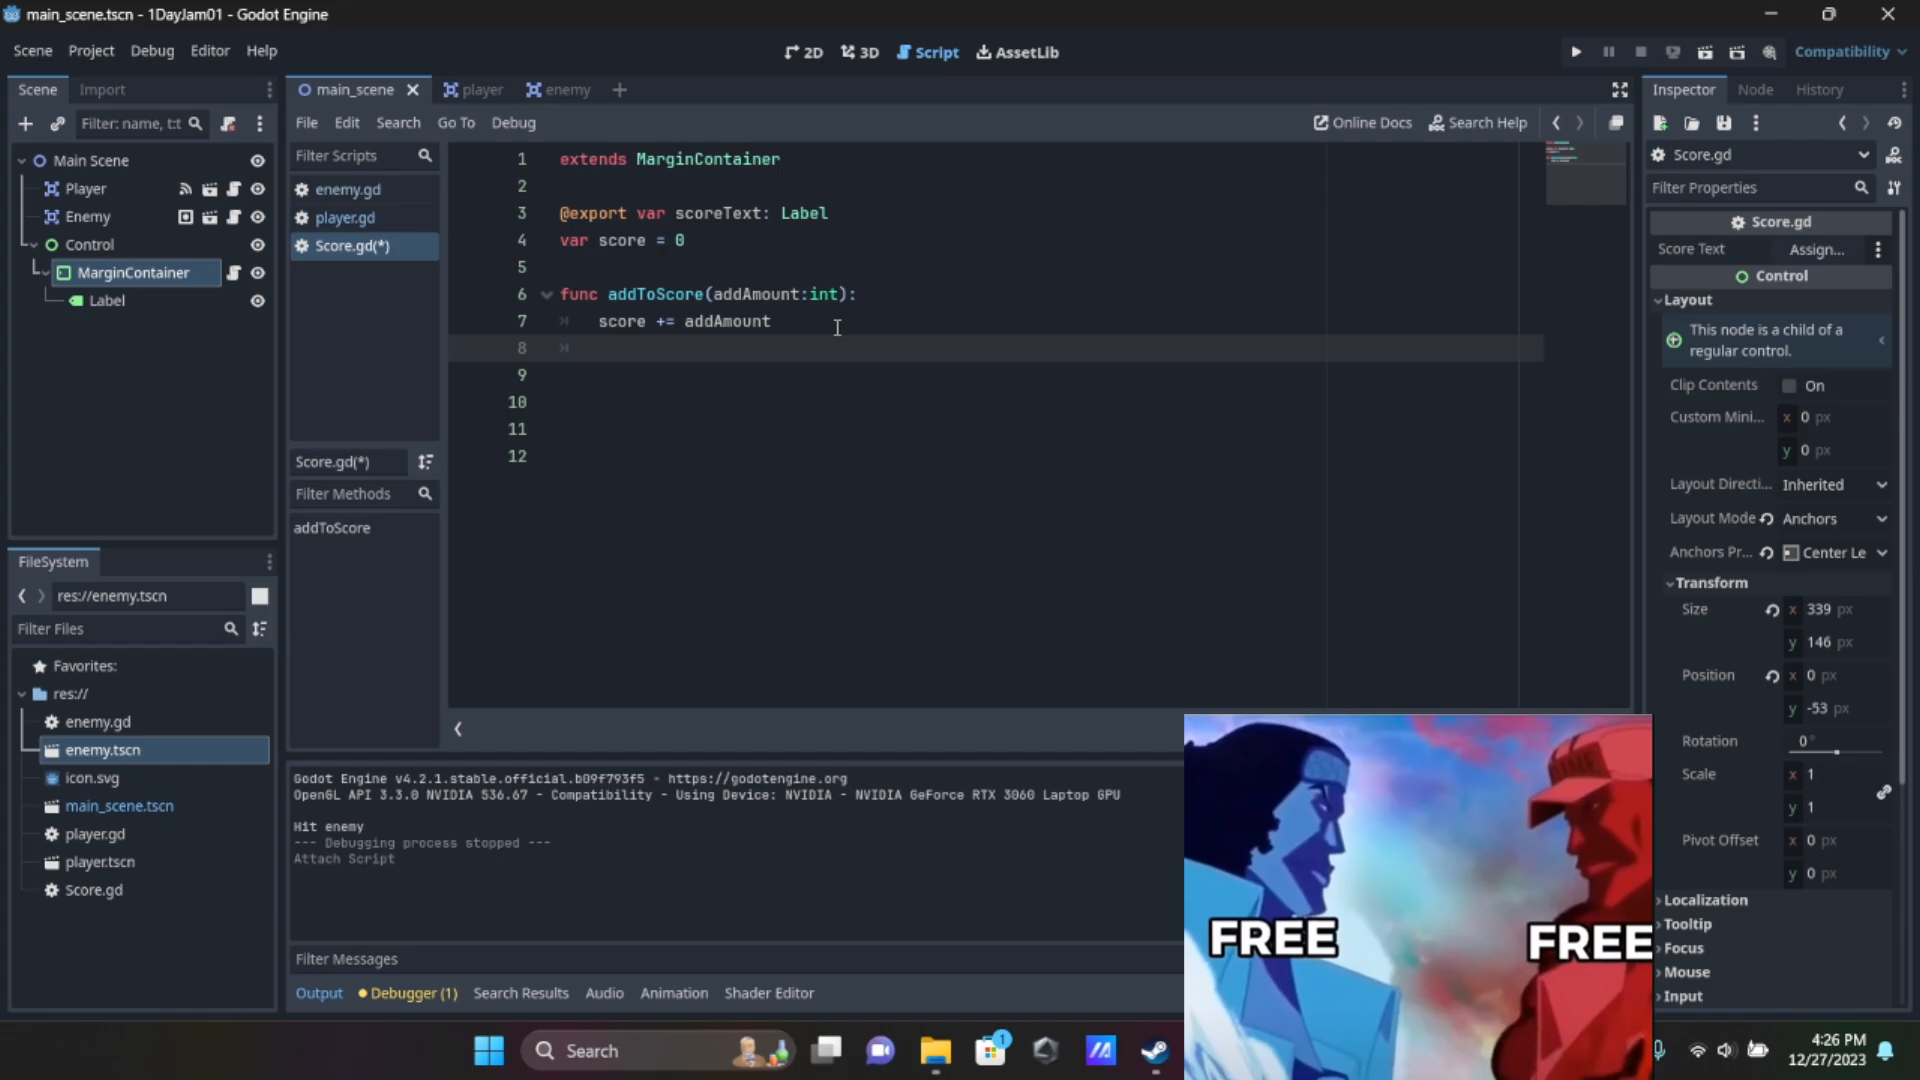 main_scene.tscn - 1DayJam01 - Godot Engine
Scene Project Debug Editor Help
2D 3D Script AssetLib
Compatibility
Scene Import
main_scene player enemy
Inspector Node History
Filter: name, t:t
File Edit Search Go To Debug
Online Docs Search Help
Main Scene
Player
Enemy
Control
MarginContainer
Label
Filter Scripts
enemy.gd
player.gd
Score.gd(*)
Score.gd(*)
Filter Methods
addToScore
1 extends MarginContainer
2
3 @export var scoreText: Label
4 var score = 0
5
6 func addToScore(addAmount:int):
7 score += addAmount
8
9
10
11
12
Score.gd
Filter Properties
Score.gd
Score Text Assign...
Control
Layout
This node is a child of a
regular control.
Clip Contents On
Custom Mini... x 0 px
y 0 px
Layout Directi... Inherited
Layout Mode Anchors
Anchors Pr... Center Le
Transform
Size x 339 px
y 146 px
Position x 0 px
y -53 px
Rotation 0 °
Scale x 1
y 1
Pivot Offset x 0 px
y 0 px
Localization
Tooltip
Focus
Mouse
Input
FileSystem
res://enemy.tscn
Filter Files
Favorites:
res://
enemy.gd
enemy.tscn
icon.svg
main_scene.tscn
player.gd
player.tscn
Score.gd
Godot Engine v4.2.1.stable.official.b09f793f5 - https://godotengine.org
OpenGL API 3.3.0 NVIDIA 536.67 - Compatibility - Using Device: NVIDIA - NVIDIA GeForce RTX 3060 Laptop GPU
Hit enemy
--- Debugging process stopped ---
Attach Script
Filter Messages
Output Debugger (1) Search Results Audio Animation Shader Editor
FREE FREE
Search
1
4:26 PM
12/27/2023